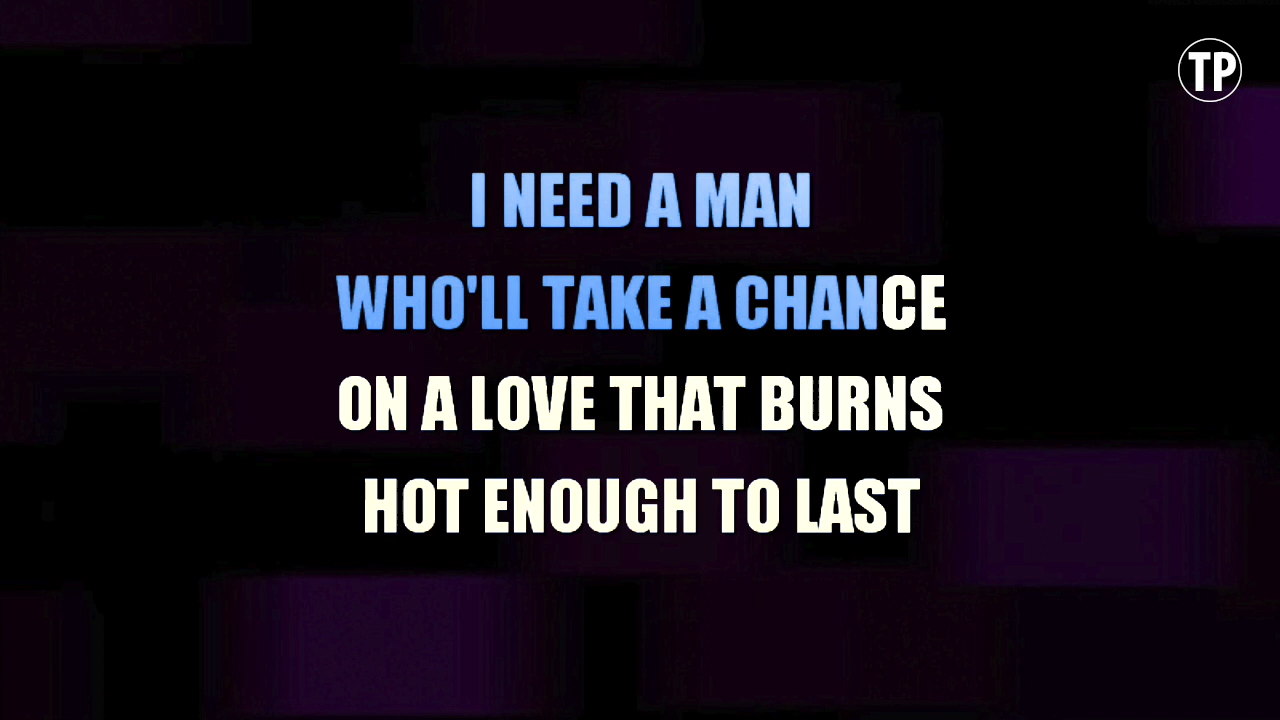 TP
I NEED A MAN
WHO'LL TAKE A CHANCE
ON A LOVE THAT BURNS
HOT ENOUGH TO LAST